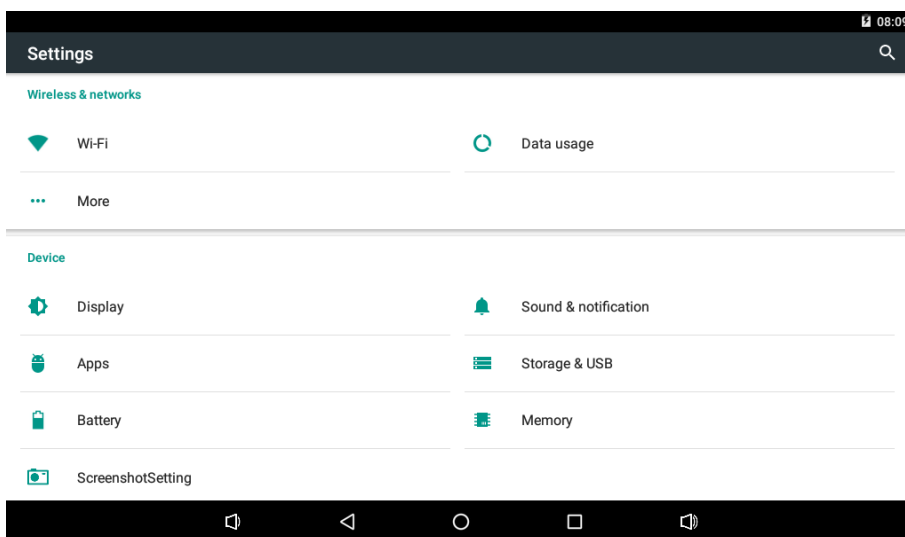 08:09
Settings
Wireless & networks
Wi-Fi
Data usage
More
Device
Display
Sound & notification
Apps
Storage & USB
Battery
Memory
ScreenshotSetting